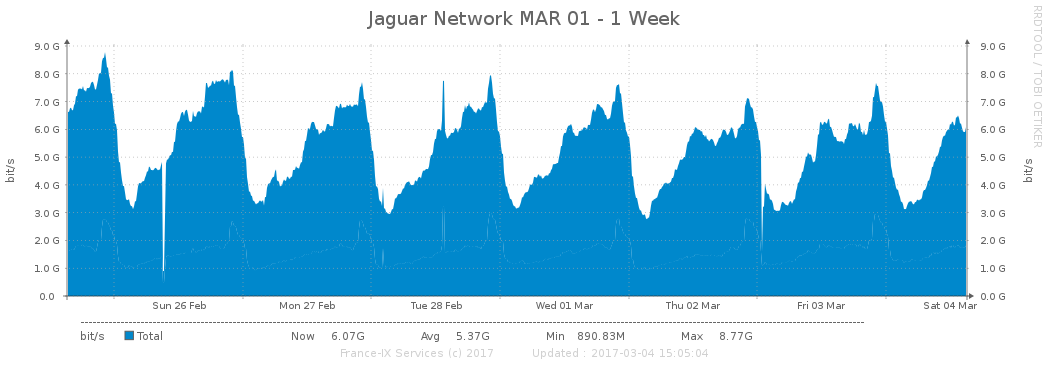 Jaguar Network MAR 01 - 1 Week
RRDTOOL / TOBI OETIKER
bit/s
9.0 G 9.0 G
8.0 G 8.0 G
7.0 G 7.0 G
6.0 G 6.0 G
5.0 G 5.0 G
4.0 G 4.0 G
3.0 G 3.0 G
2.0 G 2.0 G
1.0 G 1.0 G
0.0 0.0 G
bit/s
Sun 26 Feb Mon 27 Feb Tue 28 Feb Wed 01 Mar Thu 02 Mar Fri 03 Mar Sat 04 Mar
bit/s Total Now 6.07G Avg 5.37G Min 890.83M Max 8.77G
France-IX Services (c) 2017 Updated : 2017-03-04 15:05:04